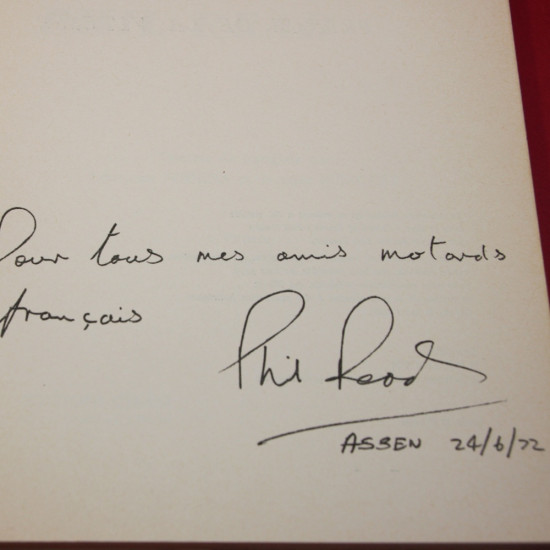 Pour tous mes amis motards
français
Phil Read
ASSEN 24/6/72